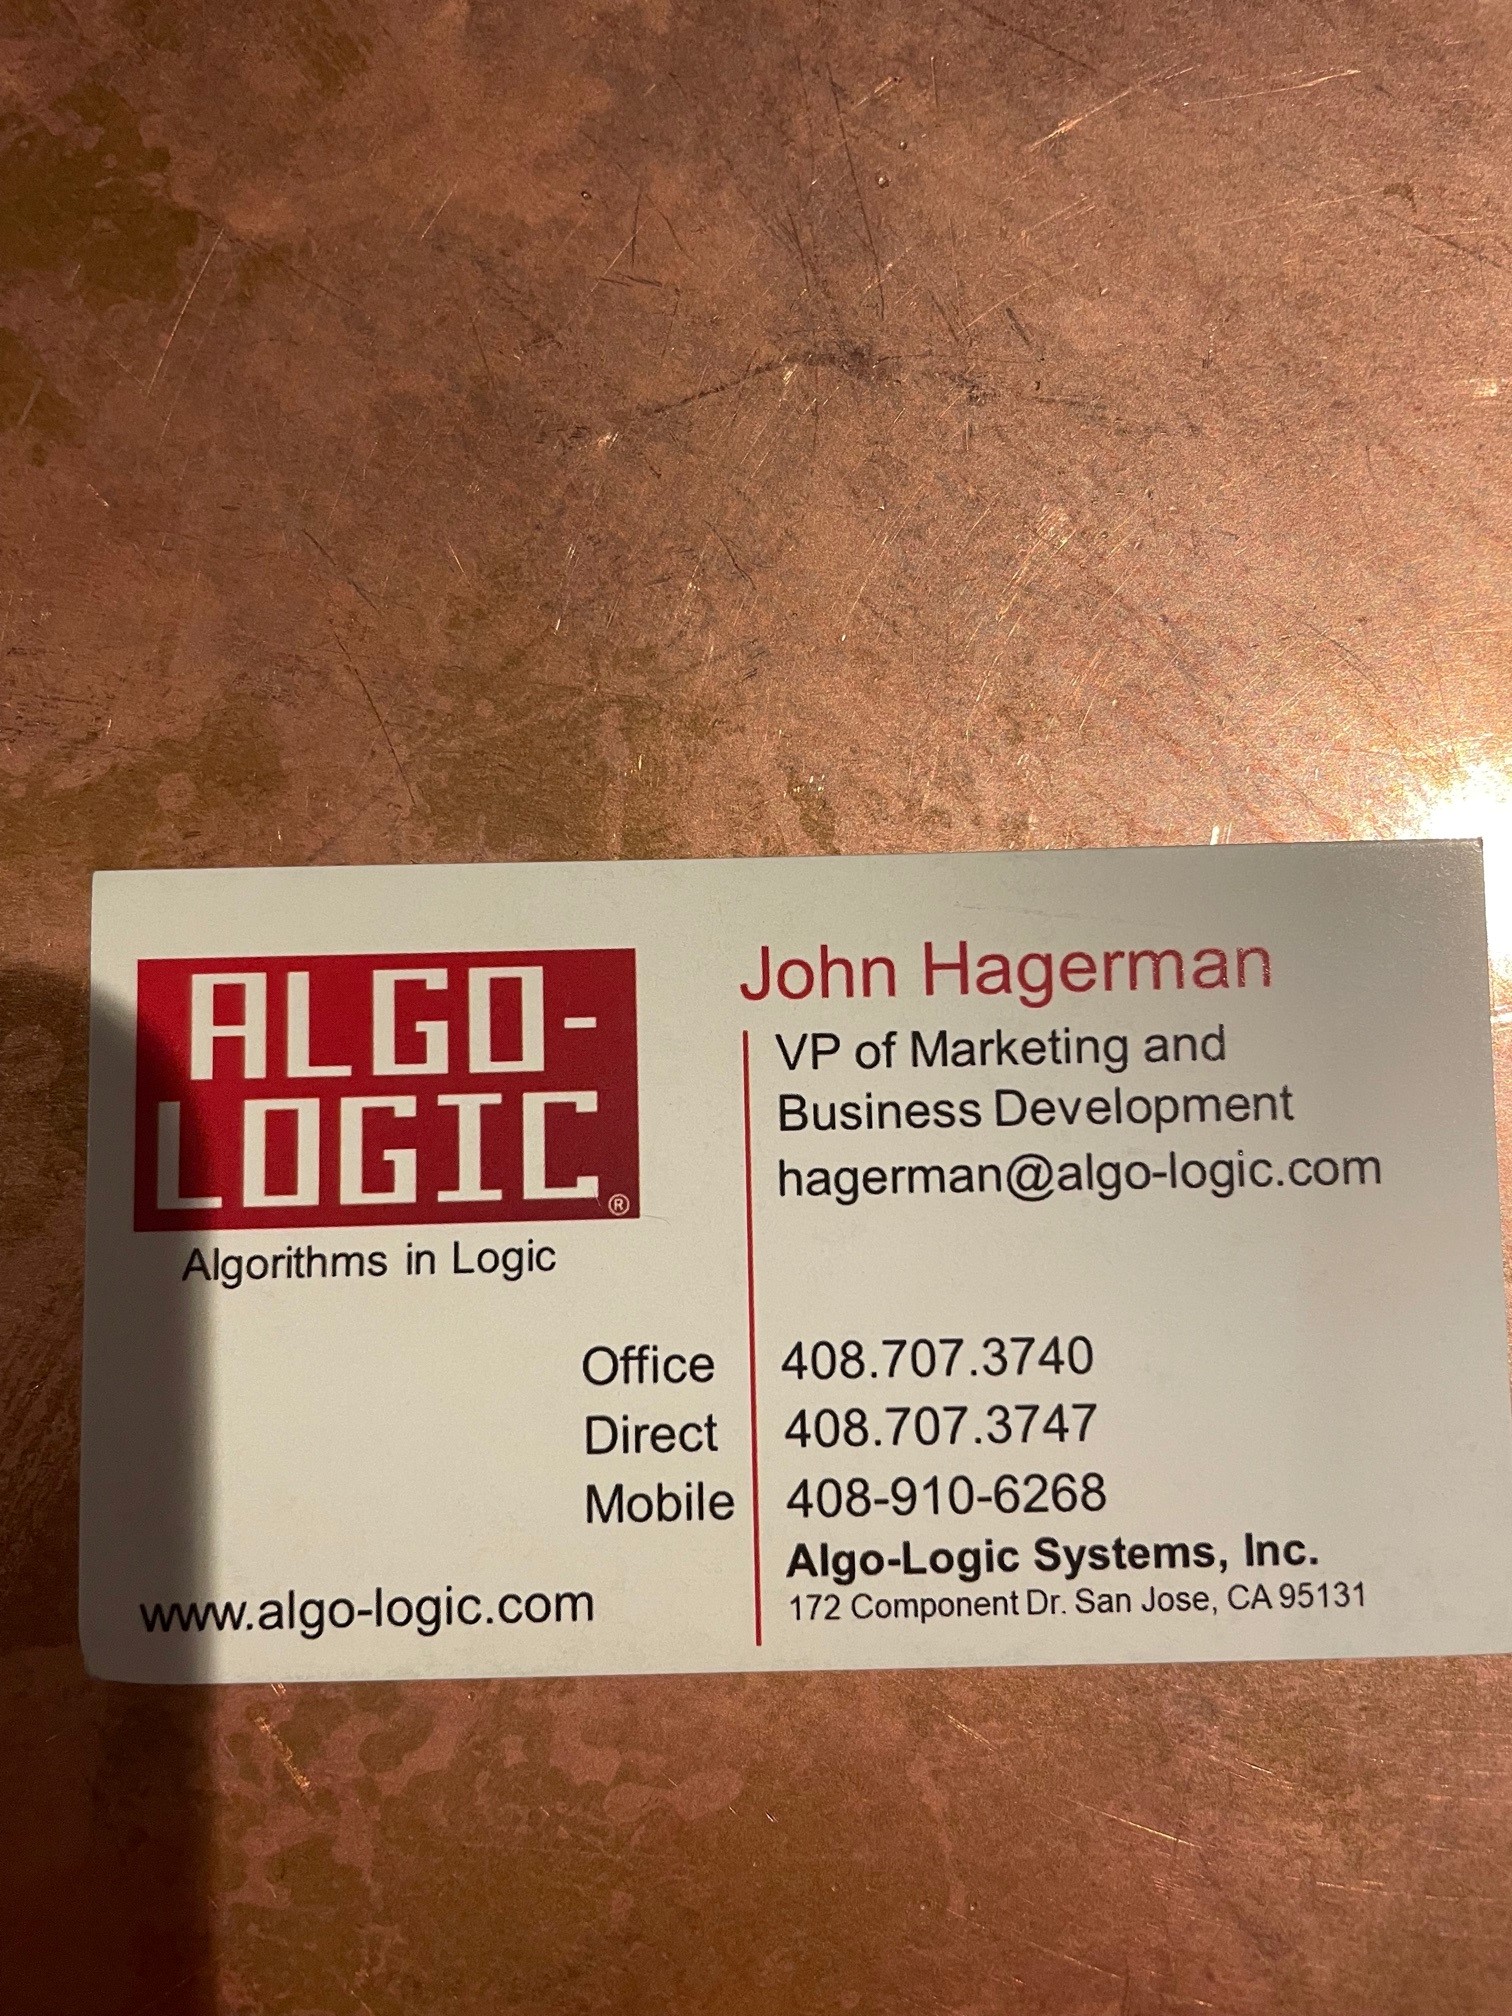 ALGO-
LOGIC®
Algorithms in Logic
John Hagerman
VP of Marketing and
Business Development
hagerman@algo-logic.com
Office 408.707.3740
Direct 408.707.3747
Mobile 408-910-6268
Algo-Logic Systems, Inc.
172 Component Dr. San Jose, CA 95131
www.algo-logic.com